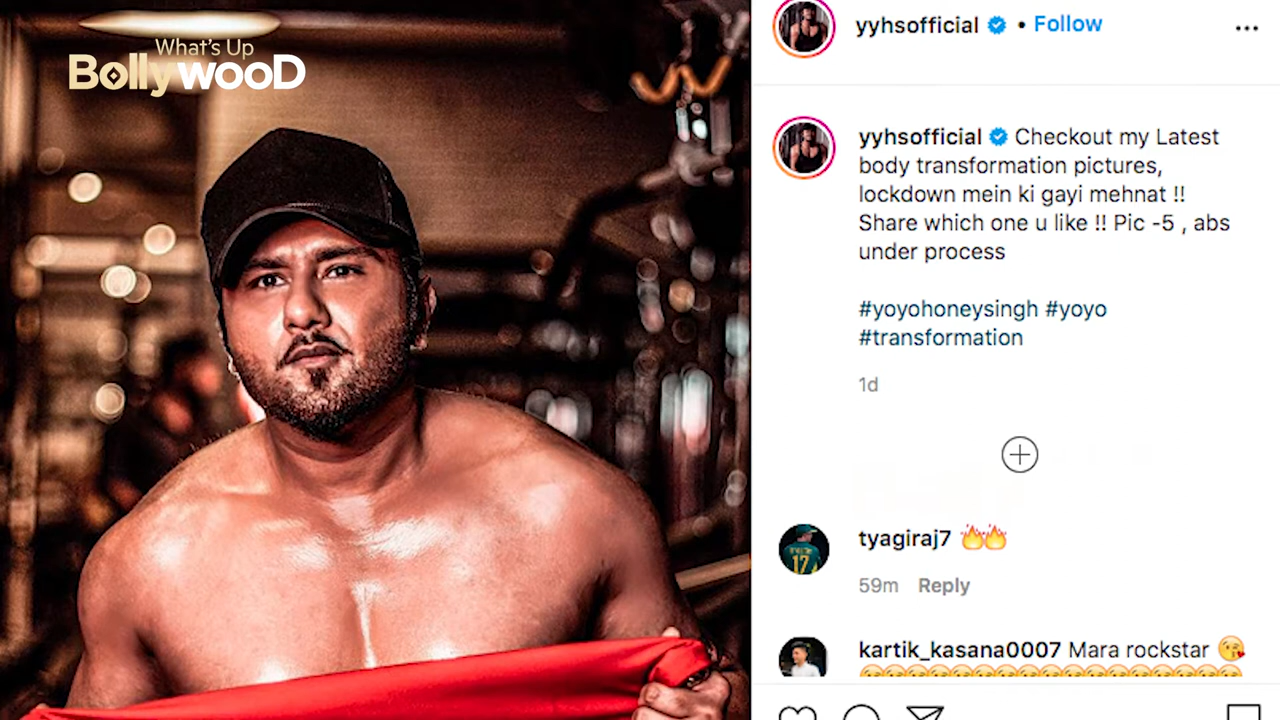 What's Up
BollywooD
yyhsofficial • Follow
yyhsofficial Checkout my Latest
body transformation pictures,
lockdown mein ki gayi mehnat !!
Share which one u like !! Pic -5 , abs
under process
#yoyohoneysingh #yoyo
#transformation
1d
tyagiraj7 🔥🔥
17
59m Reply
kartik_kasana0007 Mara rockstar 😘